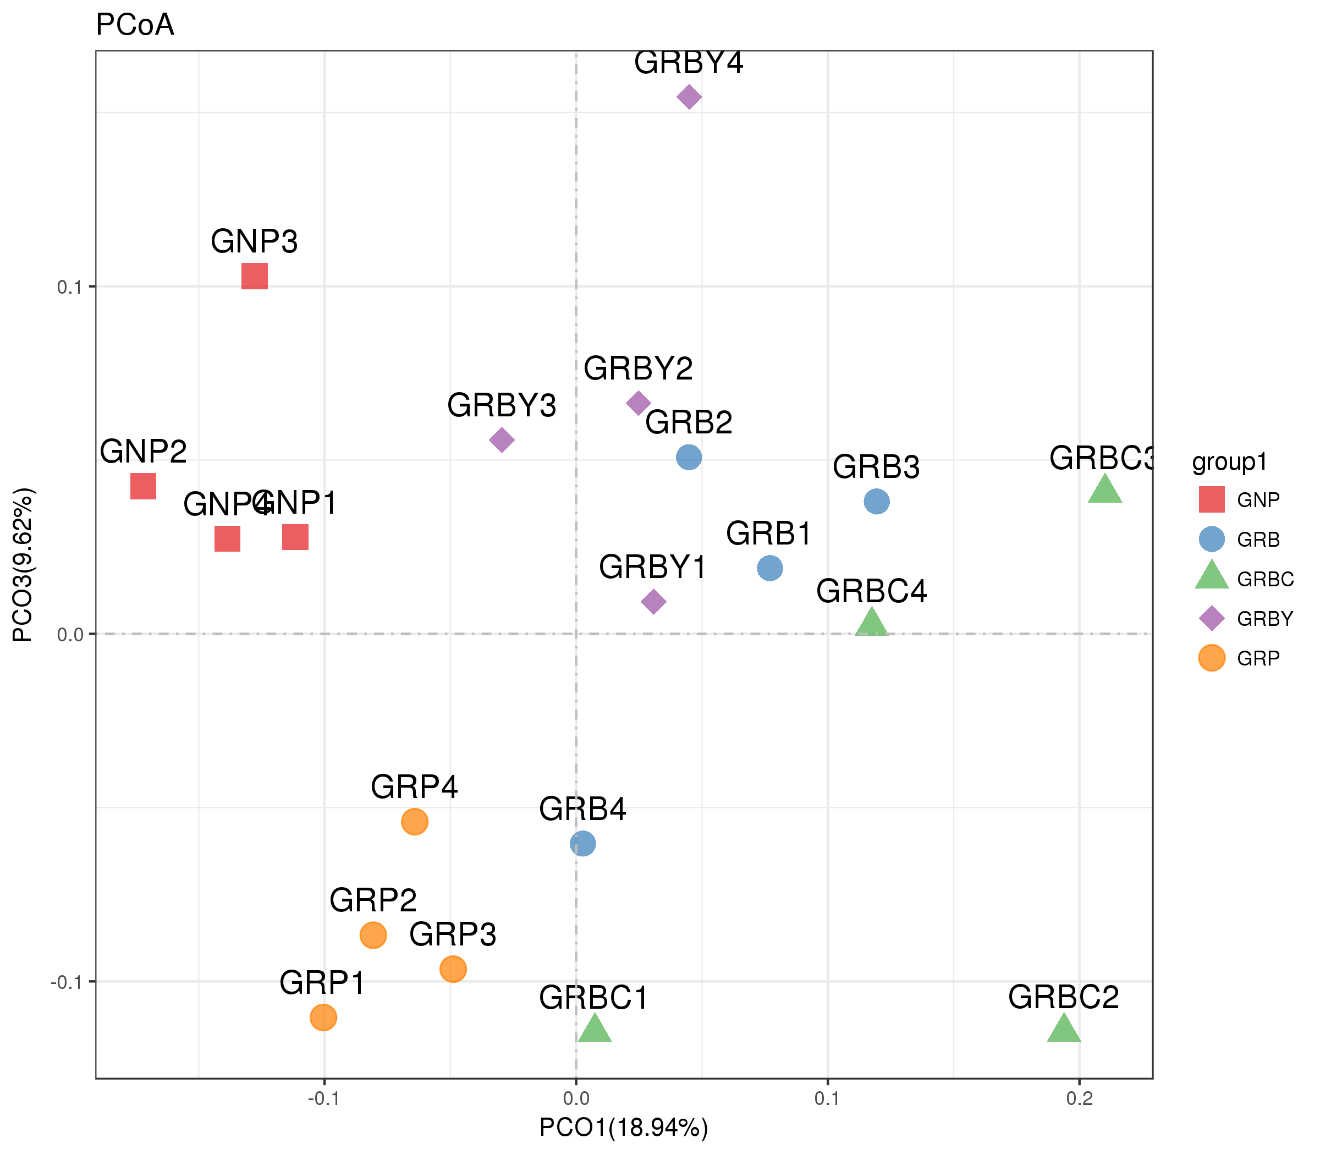 PCoA
GRBY4
GNP3
0.1
GRBY2
GRBY3
GRB2
GNP2
GRB3
GRBC3
group1
GNP4
GNP1
GNP
GRB1
GRB
GRBY1
GRBC4
GRBC
GRBY
0.0
GRP
PCO3(9.62%)
GRP4
GRB4
GRP2
GRP3
-0.1
GRP1
GRBC1
GRBC2
-0.1
0.0
0.1
0.2
PCO1(18.94%)